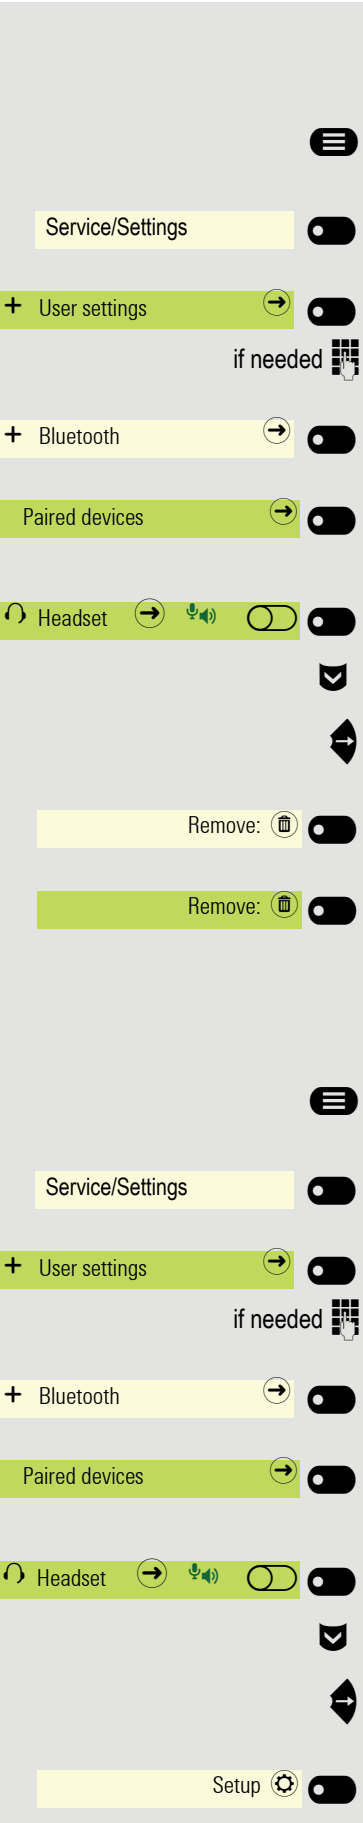 Service/Settings
+ User settings
if needed
+ Bluetooth
Paired devices
Headset
Remove:
Remove:
Service/Settings
+ User settings
if needed
+ Bluetooth
Paired devices
Headset
Setup